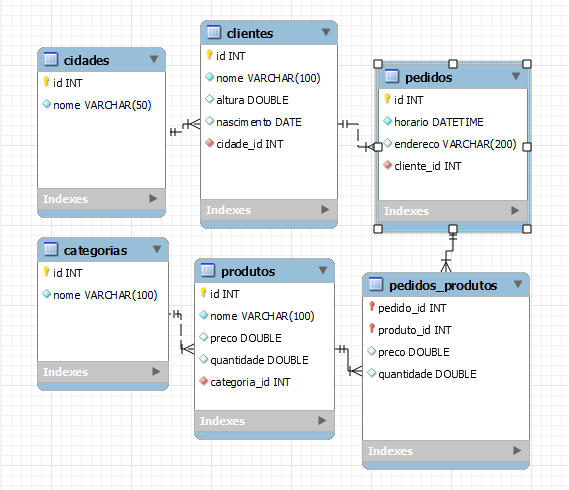 cidades
id INT
nome VARCHAR(50)
Indexes
clientes
id INT
nome VARCHAR(100)
altura DOUBLE
nascimento DATE
cidade_id INT
Indexes
pedidos
id INT
horario DATETIME
endereco VARCHAR(200)
cliente_id INT
Indexes
categorias
id INT
nome VARCHAR(100)
Indexes
produtos
id INT
nome VARCHAR(100)
preco DOUBLE
quantidade DOUBLE
categoria_id INT
Indexes
pedidos_produtos
pedido_id INT
produto_id INT
preco DOUBLE
quantidade DOUBLE
Indexes